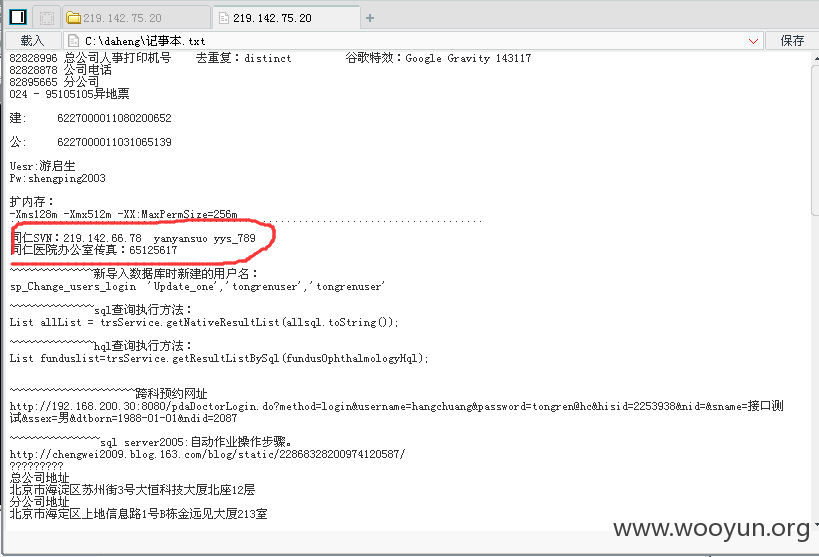 219.142.75.20
219.142.75.20
载入
C:\daheng\记事本.txt
保存
82828996 总公司人事打印机号 去重复：distinct 谷歌特效：Google Gravity 143117
82828878 公司电话
82895665 分公司
024 - 95105105异地票
建: 6227000011080200652
公: 6227000011031065139
Uesr:游启生
Pw:shengping2003
扩内存：
-Xms128m -Xmx512m -XX:MaxPermSize=256m
同仁SVN：219.142.66.78 yanyansuo yys_789
同仁医院办公室传真：65125617
~~~~~~~~~~~~~~新导入数据库时新建的用户名：
sp_Change_users_login 'Update_one','tongrenuser','tongrenuser'
~~~~~~~~~~~~~~sql查询执行方法：
List allList = trsService.getNativeResultList(allsql.toString());
~~~~~~~~~~~~~~hql查询执行方法：
List funduslist=trsService.getResultListBySql(fundusOphthalmologyHql);
~~~~~~~~~~~~~~~~~~~~~跨科预约网址
http://192.168.200.30:8080/pdaDoctorLogin.do?method=login&username=hangchuang&password=tongren@hc&hisid=2253938&nid=&sname=接口测
试&ssex=男&dtborn=1988-01-01&ndid=2087
~~~~~~~~~~~~~~~sql server2005:自动作业操作步骤。
http://chengwei2009.blog.163.com/blog/static/22868328200974120587/
?????????
总公司地址
北京市海淀区苏州街3号大恒科技大厦北座12层
分公司地址
北京市海定区上地信息路1号B栋金远见大厦213室
www.wooyun.org